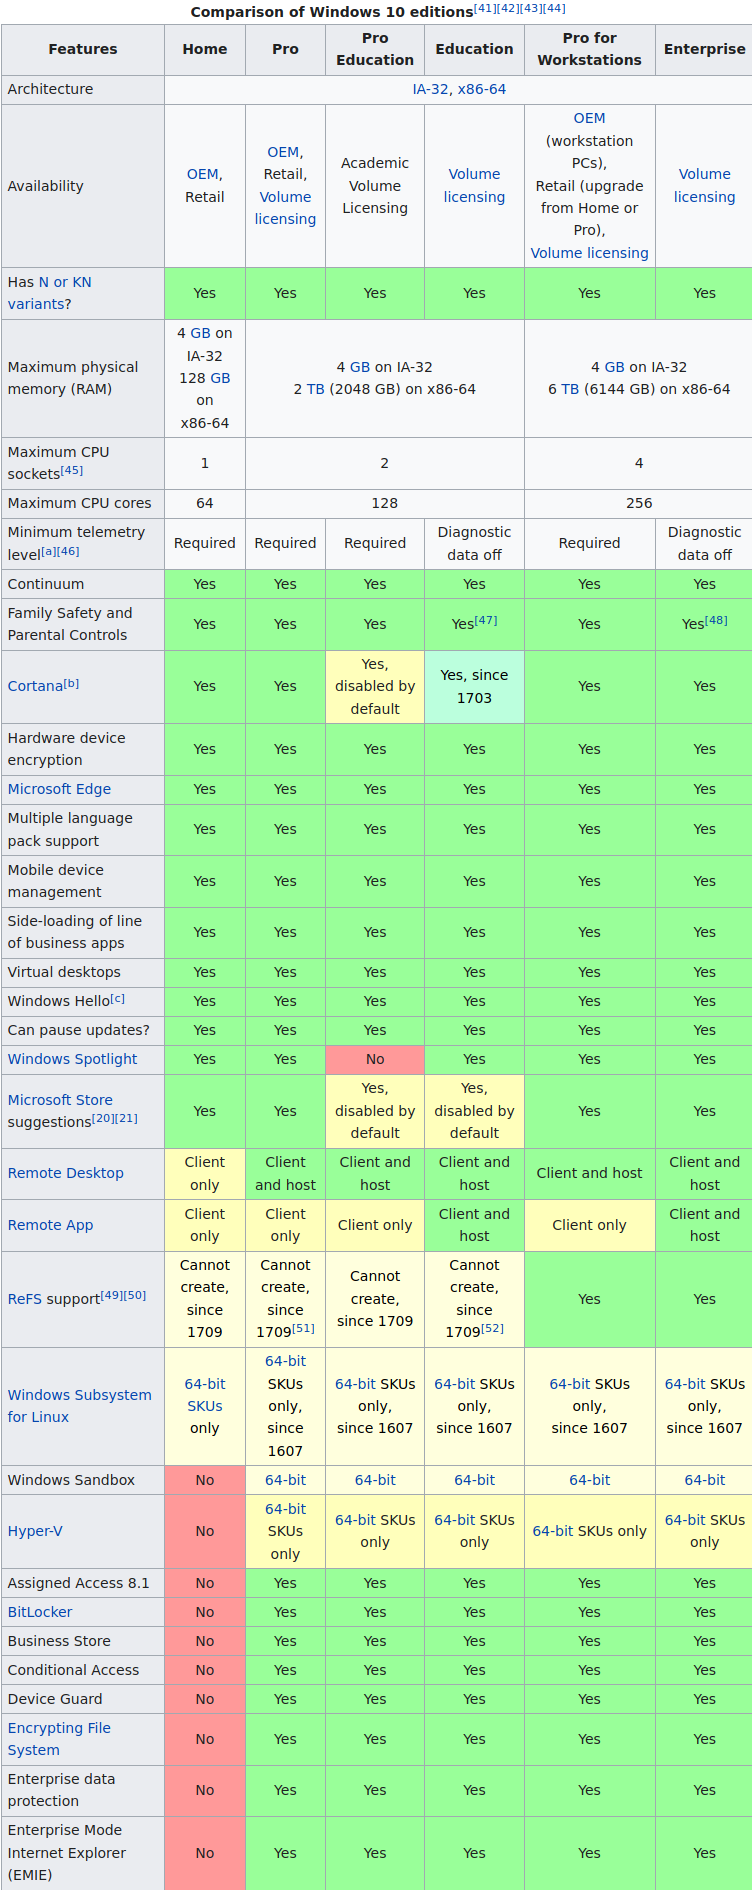 Comparison of Windows 10 editions[41][42][43][44]
Features Home Pro Pro Education Education Pro for Workstations Enterprise
Architecture IA-32, x86-64
Availability OEM, Retail OEM, Retail, Volume licensing Academic Volume Licensing Volume licensing OEM (workstation PCs), Retail (upgrade from Home or Pro), Volume licensing Volume licensing
Has N or KN variants? Yes Yes Yes Yes Yes Yes
Maximum physical memory (RAM) 4 GB on IA-32 128 GB on x86-64 4 GB on IA-32 2 TB (2048 GB) on x86-64 4 GB on IA-32 6 TB (6144 GB) on x86-64
Maximum CPU sockets[45] 1 2 4
Maximum CPU cores 64 128 256
Minimum telemetry level[a][46] Required Required Required Diagnostic data off Required Diagnostic data off
Continuum Yes Yes Yes Yes Yes Yes
Family Safety and Parental Controls Yes Yes Yes Yes[47] Yes Yes[48]
Cortana[b] Yes Yes Yes, disabled by default Yes, since 1703 Yes Yes
Hardware device encryption Yes Yes Yes Yes Yes Yes
Microsoft Edge Yes Yes Yes Yes Yes Yes
Multiple language pack support Yes Yes Yes Yes Yes Yes
Mobile device management Yes Yes Yes Yes Yes Yes
Side-loading of line of business apps Yes Yes Yes Yes Yes Yes
Virtual desktops Yes Yes Yes Yes Yes Yes
Windows Hello[c] Yes Yes Yes Yes Yes Yes
Can pause updates? Yes Yes Yes Yes Yes Yes
Windows Spotlight Yes Yes No Yes Yes Yes
Microsoft Store suggestions[20][21] Yes Yes Yes, disabled by default Yes, disabled by default Yes Yes
Remote Desktop Client only Client and host Client and host Client and host Client and host Client and host
Remote App Client only Client only Client only Client and host Client only Client and host
ReFS support[49][50] Cannot create, since 1709 Cannot create, since 1709[51] Cannot create, since 1709 Cannot create, since 1709[52] Yes Yes
Windows Subsystem for Linux 64-bit SKUs only 64-bit SKUs only, since 1607 64-bit SKUs only, since 1607 64-bit SKUs only, since 1607 64-bit SKUs only, since 1607 64-bit SKUs only, since 1607
Windows Sandbox No 64-bit 64-bit 64-bit 64-bit 64-bit
Hyper-V No 64-bit SKUs only 64-bit SKUs only 64-bit SKUs only 64-bit SKUs only 64-bit SKUs only
Assigned Access 8.1 No Yes Yes Yes Yes Yes
BitLocker No Yes Yes Yes Yes Yes
Business Store No Yes Yes Yes Yes Yes
Conditional Access No Yes Yes Yes Yes Yes
Device Guard No Yes Yes Yes Yes Yes
Encrypting File System No Yes Yes Yes Yes Yes
Enterprise data protection No Yes Yes Yes Yes Yes
Enterprise Mode Internet Explorer (EMIE) No Yes Yes Yes Yes Yes